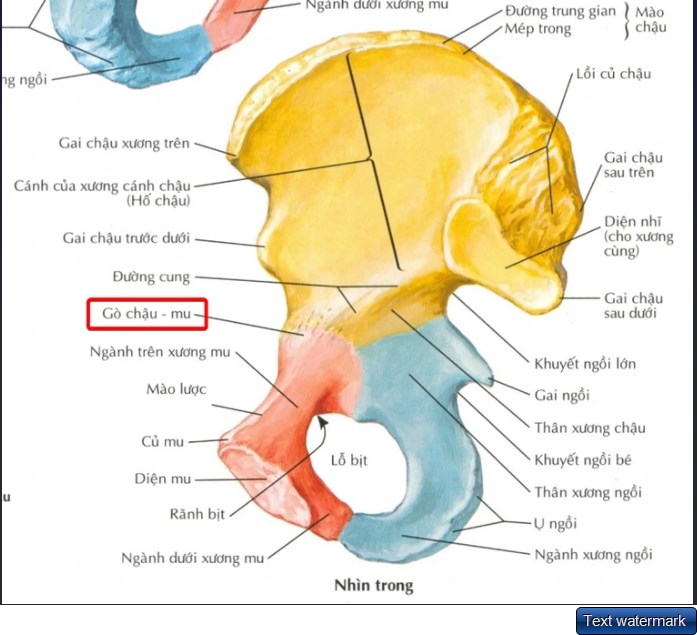 Ngành dưới xương mu
Đường trung gian
Mép trong
Mào
chậu
ng ngồi
Lồi củ chậu
Gai chậu xương trên
Gai chậu
sau trên
Cánh của xương cánh chậu
(Hố chậu)
Diện nhĩ
(cho xương
cùng)
Gai chậu trước dưới
Đường cung
Gai chậu
sau dưới
Gò chậu - mu
Ngành trên xương mu
Khuyết ngồi lớn
Mào lược
Gai ngồi
Thân xương chậu
Củ mu
Lỗ bịt
Khuyết ngồi bé
Diện mu
Thân xương ngồi
u
Rãnh bịt
Ụ ngồi
Ngành dưới xương mu
Ngành xương ngồi
Nhìn trong
Text watermark